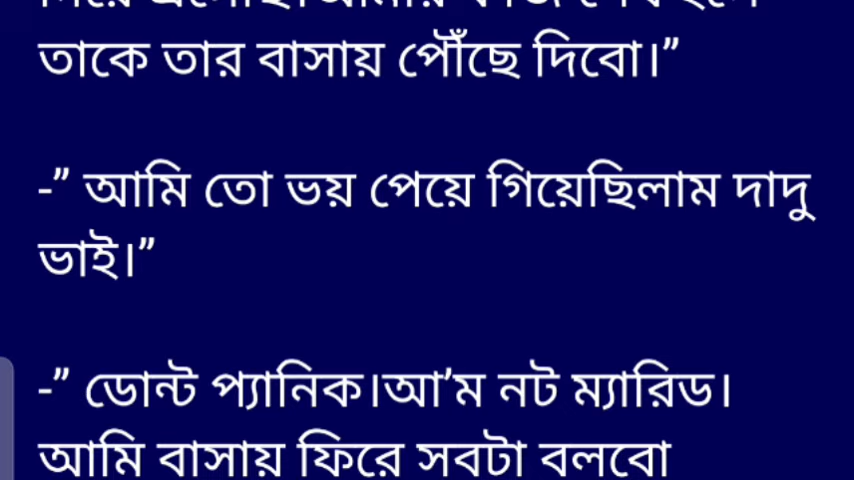 তাকে তার বাসায় পৌঁছে দিবো।”
-” আমি তো ভয় পেয়ে গিয়েছিলাম দাদু
ভাই।”
-” ডোন্ট প্যানিক।আ’ম নট ম্যারিড।
আমি বাসায় ফিরে সবটা বলবো